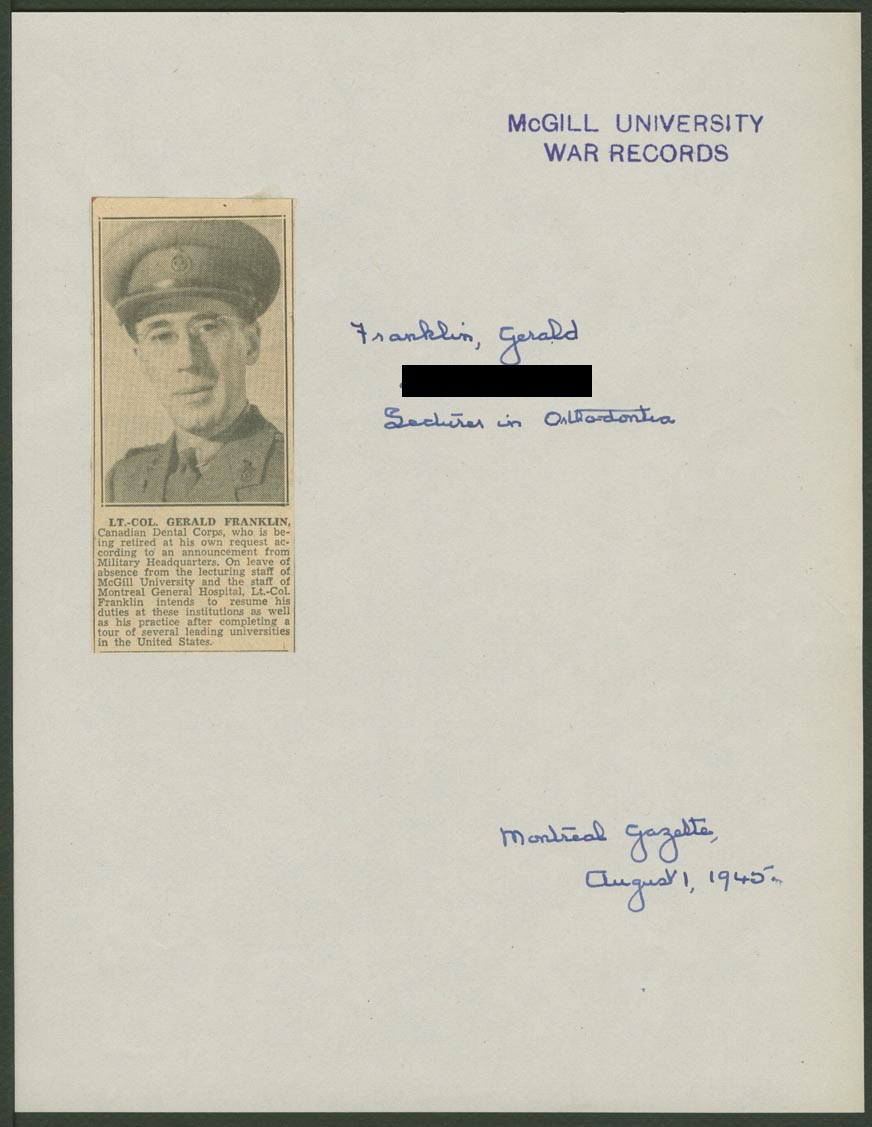 McGILL UNIVERSITY
WAR RECORDS
Franklin, Gerald
Lecturer in Orthodontia
LT.-COL. GERALD FRANKLIN,
Canadian Dental Corps, who is be-
ing retired at his own request ac-
cording to an announcement from
Military Headquarters. On leave of
absence from the lecturing staff of
McGill University and the staff of
Montreal General Hospital, Lt.-Col.
Franklin intends to resume his
duties at these institutions as well
as his practice after completing a
tour of several leading universities
in the United States.
Montreal Gazette,
August 1, 1945.